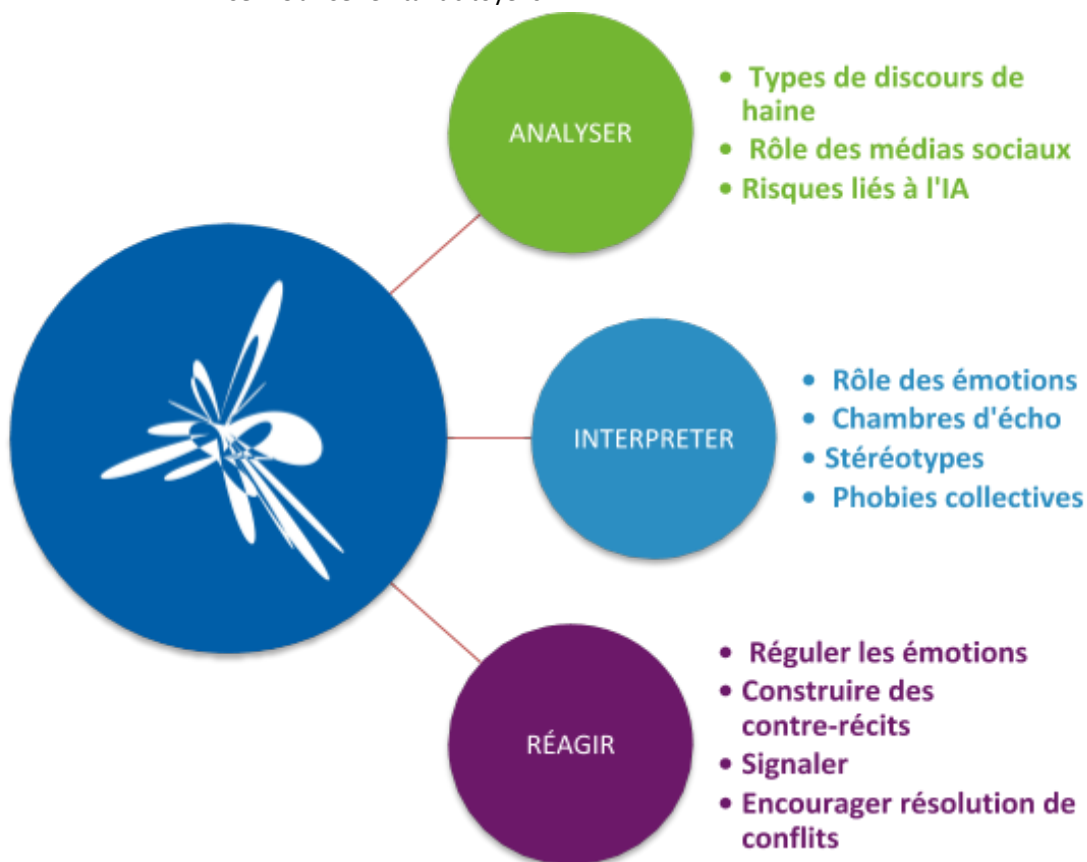 ANALYSER
• Types de discours de
haine
• Rôle des médias sociaux
• Risques liés à l'IA
INTERPRETER
• Rôle des émotions
• Chambres d'écho
• Stéréotypes
• Phobies collectives
RÉAGIR
• Réguler les émotions
• Construire des
contre-récits
• Signaler
• Encourager résolution de
conflits